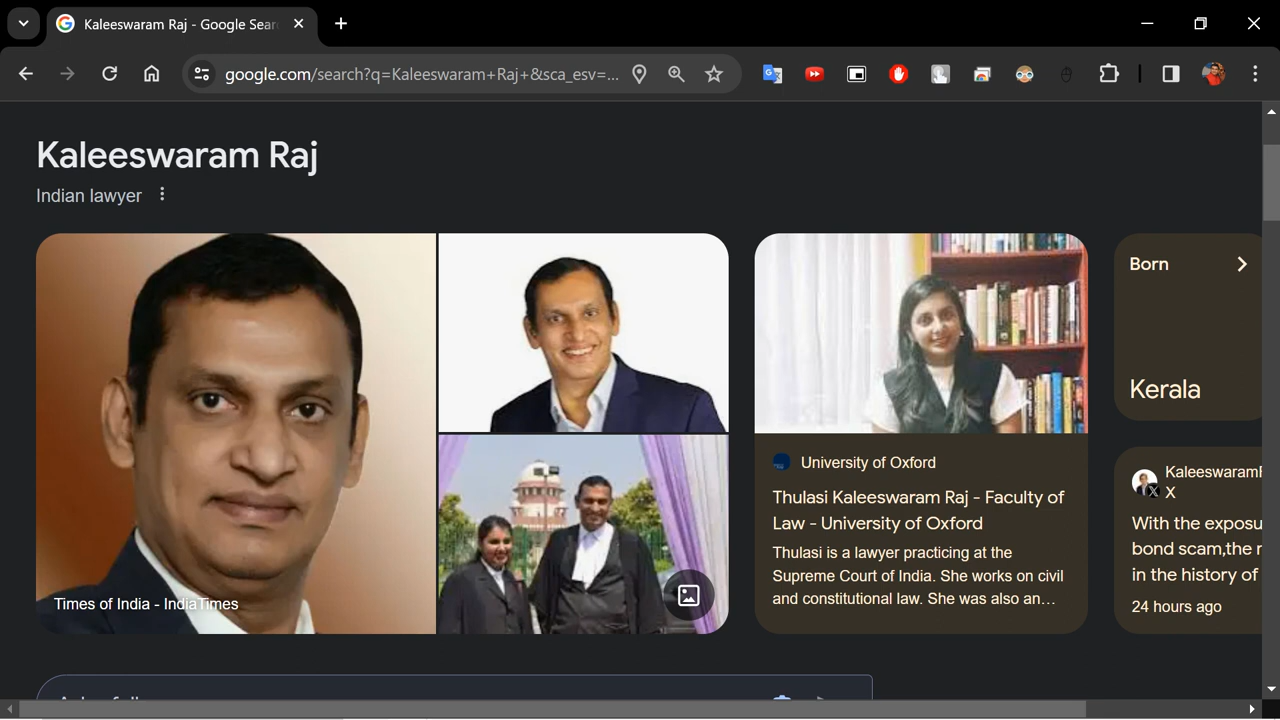 Kaleeswaram Raj - Google Sear
google.com/search?q=Kaleeswaram+Raj+&sca_esv=...
Kaleeswaram Raj
Indian lawyer
Times of India - IndiaTimes
University of Oxford
Thulasi Kaleeswaram Raj - Faculty of
Law - University of Oxford
Thulasi is a lawyer practicing at the
Supreme Court of India. She works on civil
and constitutional law. She was also an...
Born
Kerala
Kaleeswaram
X
With the exposu
bond scam,the
in the history of
24 hours ago